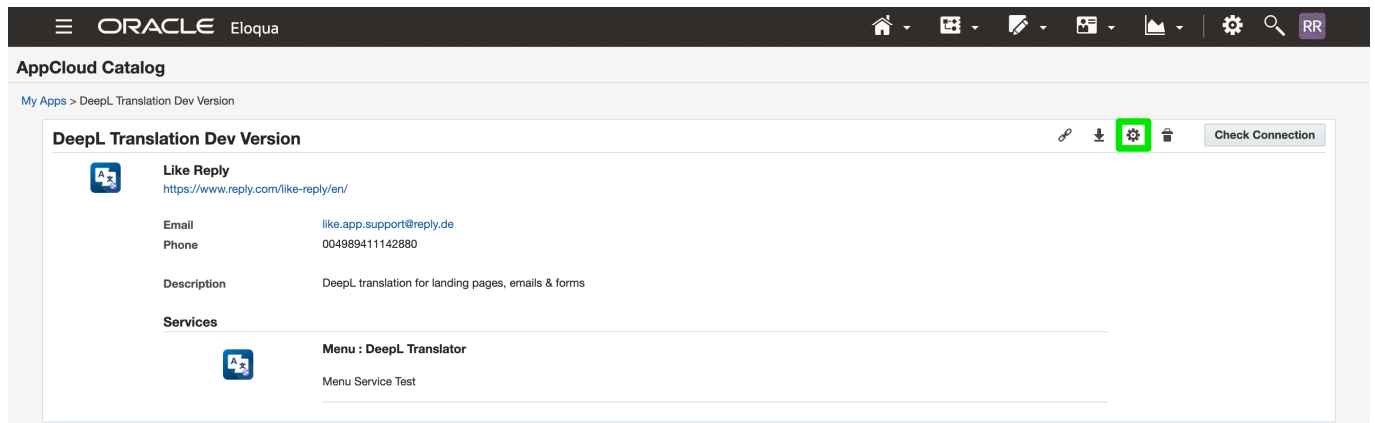 ORACLE Eloqua
RR
AppCloud Catalog
My Apps > DeepL Translation Dev Version
DeepL Translation Dev Version
Check Connection
Like Reply
https://www.reply.com/like-reply/en/
Email like.app.support@reply.de
Phone 004989411142880
Description DeepL translation for landing pages, emails & forms
Services
Menu : DeepL Translator
Menu Service Test